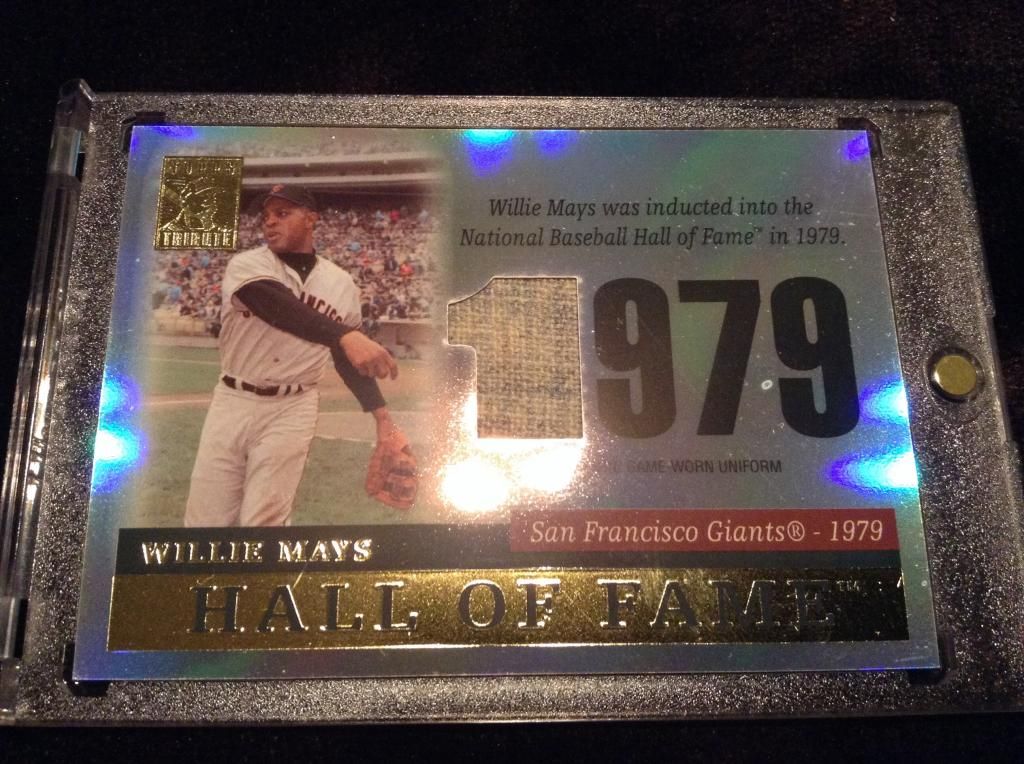 TOPPS
TRIBUTE
Willie Mays was inducted into the
National Baseball Hall of Fame™ in 1979.
1979
GAME-WORN UNIFORM
San Francisco Giants® - 1979
WILLIE MAYS
HALL OF FAME™